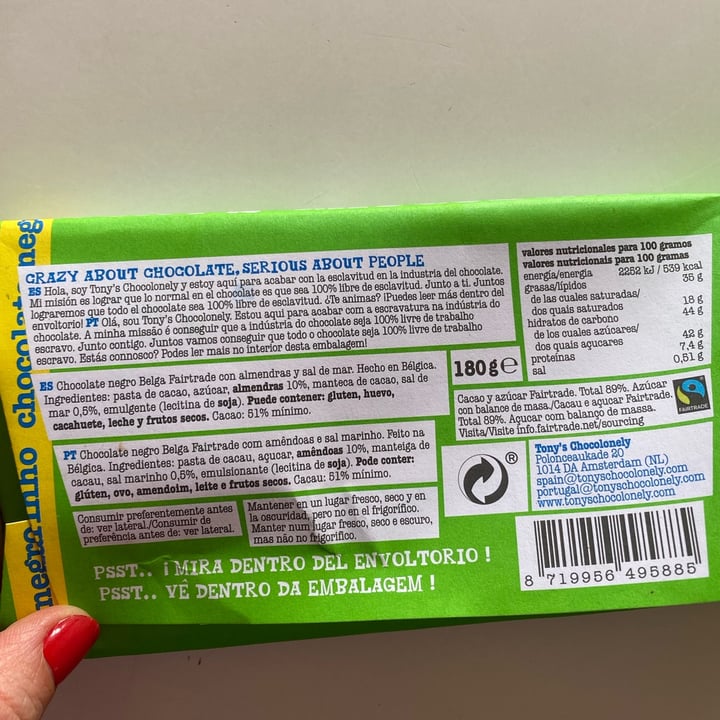 CRAZY ABOUT CHOCOLATE, SERIOUS ABOUT PEOPLE
ES Hola, soy Tony's Chocolonely y estoy aquí para acabar con la esclavitud en la industria del chocolate.
Mi misión es lograr que lo normal en el chocolate es que sea 100% libre de esclavitud. Junto a ti. Juntos
lograremos que todo el chocolate sea 100% libre de esclavitud. ¿Te animas? ¡Puedes leer más dentro del
envoltorio! PT Olá, sou Tony's Chocolonely. Estou aqui para acabar com a escravatura na indústria do
chocolate. A minha missão é conseguir que a indústria do chocolate seja 100% livre de trabalho
escravo. Junto contigo. Juntos vamos conseguir que todo o chocolate seja 100% livre de trabalho
escravo. Estás connosco? Podes ler mais no interior desta embalagem!
ES Chocolate negro Belga Fairtrade con almendras y sal de mar. Hecho en Bélgica.
Ingredientes: pasta de cacao, azúcar, almendras 10%, manteca de cacao, sal de
mar 0,5%, emulgente (lecitina de soja). Puede contener: gluten, huevo,
cacahuete, leche y frutos secos. Cacao: 51% mínimo.
PT Chocolate negro Belga Fairtrade com amêndoas e sal marinho. Feito na
Bélgica. Ingredientes: pasta de cacau, açucar, amêndoas 10%, manteiga de
cacau, sal marinho 0,5%, emulsionante (lecitina de soja). Pode conter:
glúten, ovo, amendoim, leite e frutos secos. Cacau: 51% mínimo.
Consumir preferentemente antes
de: ver lateral./Consumir de
preferência antes de: ver lateral.
Mantener en un lugar fresco, seco y en
la oscuridad, pero no en el frigorífico.
Manter num lugar fresco, seco e escuro,
mas não no frigorífico.
PSST.. ¡MIRA DENTRO DEL ENVOLTORIO!
PSST.. VÊ DENTRO DA EMBALAGEM!
valores nutricionales para 100 gramos
valores nutricionais para 100 gramas
energía/energia 2252 kJ / 539 kcal
grasas/lípidos 35 g
de las cuales saturadas/
dos quais saturados 18 g
hidratos de carbono 44 g
de los cuales azúcares/
dos quais açucares 42 g
proteínas 7,4 g
sal 0,51 g
180g e
Cacao y azúcar Fairtrade. Total 89%. Azúcar
con balance de masa./Cacau e açucar Fairtrade.
Total 89%. Açucar com balanço de massa.
Visita/Visite info.fairtrade.net/sourcing
FAIRTRADE
®
Tony's Chocolonely
Polonceaukade 20
1014 DA Amsterdam (NL)
spain@tonyschocolonely.com
portugal@tonyschocolonely.com
www.tonyschocolonely.com
8 719956 495885
chocolate neg